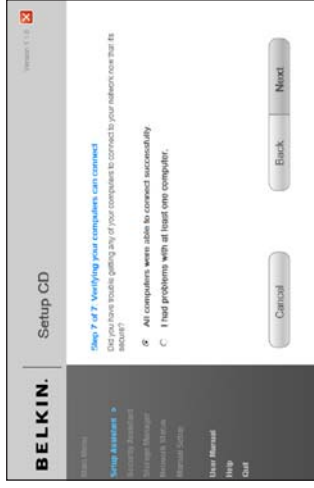 BELKIN.
Setup CD
Version 1.1.0
Main Menu
Setup Assistant
Security Assistant
Storage Manager
Network Status
Manual Setup
User Manual
Help
Quit
Step 7 of 7 Verifying your computers can connect
Did you have trouble getting any of your computers to connect to your network now that its
secure?
All computers were able to connect successfully
I had problems with at least one computer.
Cancel
Back
Next